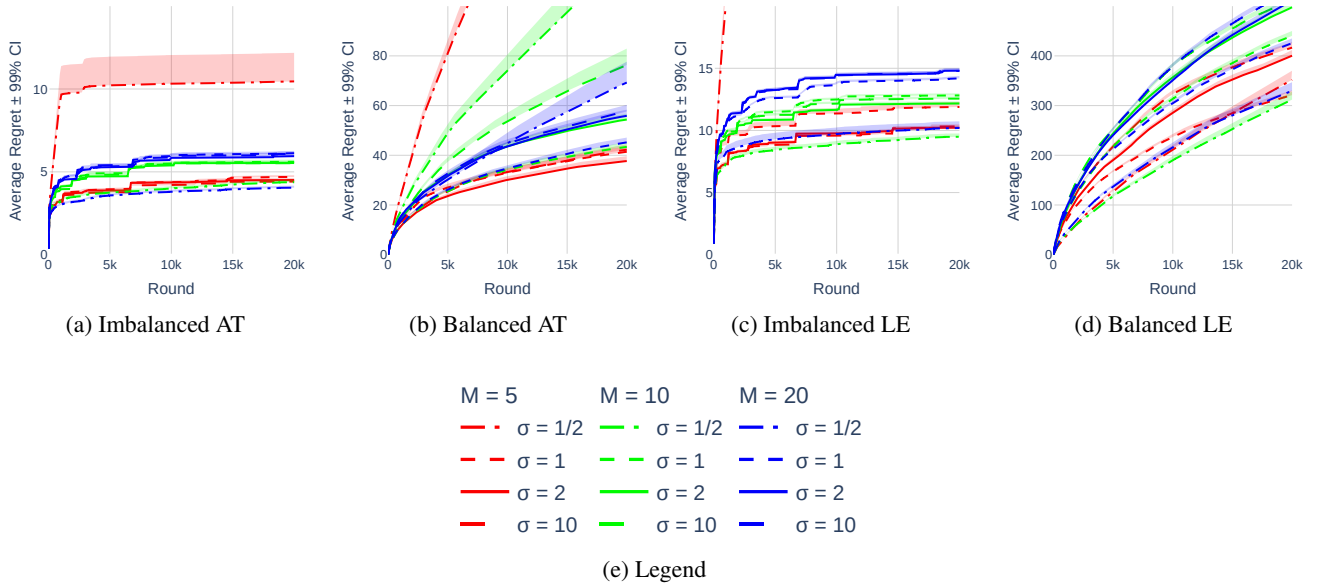 Average Regret ± 99% CI
10
5
0
0 5k 10k 15k 20k
Round
(a) Imbalanced AT
Average Regret ± 99% CI
80
60
40
20
0
0 5k 10k 15k 20k
Round
(b) Balanced AT
Average Regret ± 99% CI
15
10
5
0
0 5k 10k 15k 20k
Round
(c) Imbalanced LE
Average Regret ± 99% CI
400
300
200
100
0
0 5k 10k 15k 20k
Round
(d) Balanced LE
M = 5 M = 10 M = 20
σ = 1/2 σ = 1/2 σ = 1/2
σ = 1 σ = 1 σ = 1
σ = 2 σ = 2 σ = 2
σ = 10 σ = 10 σ = 10
(e) Legend